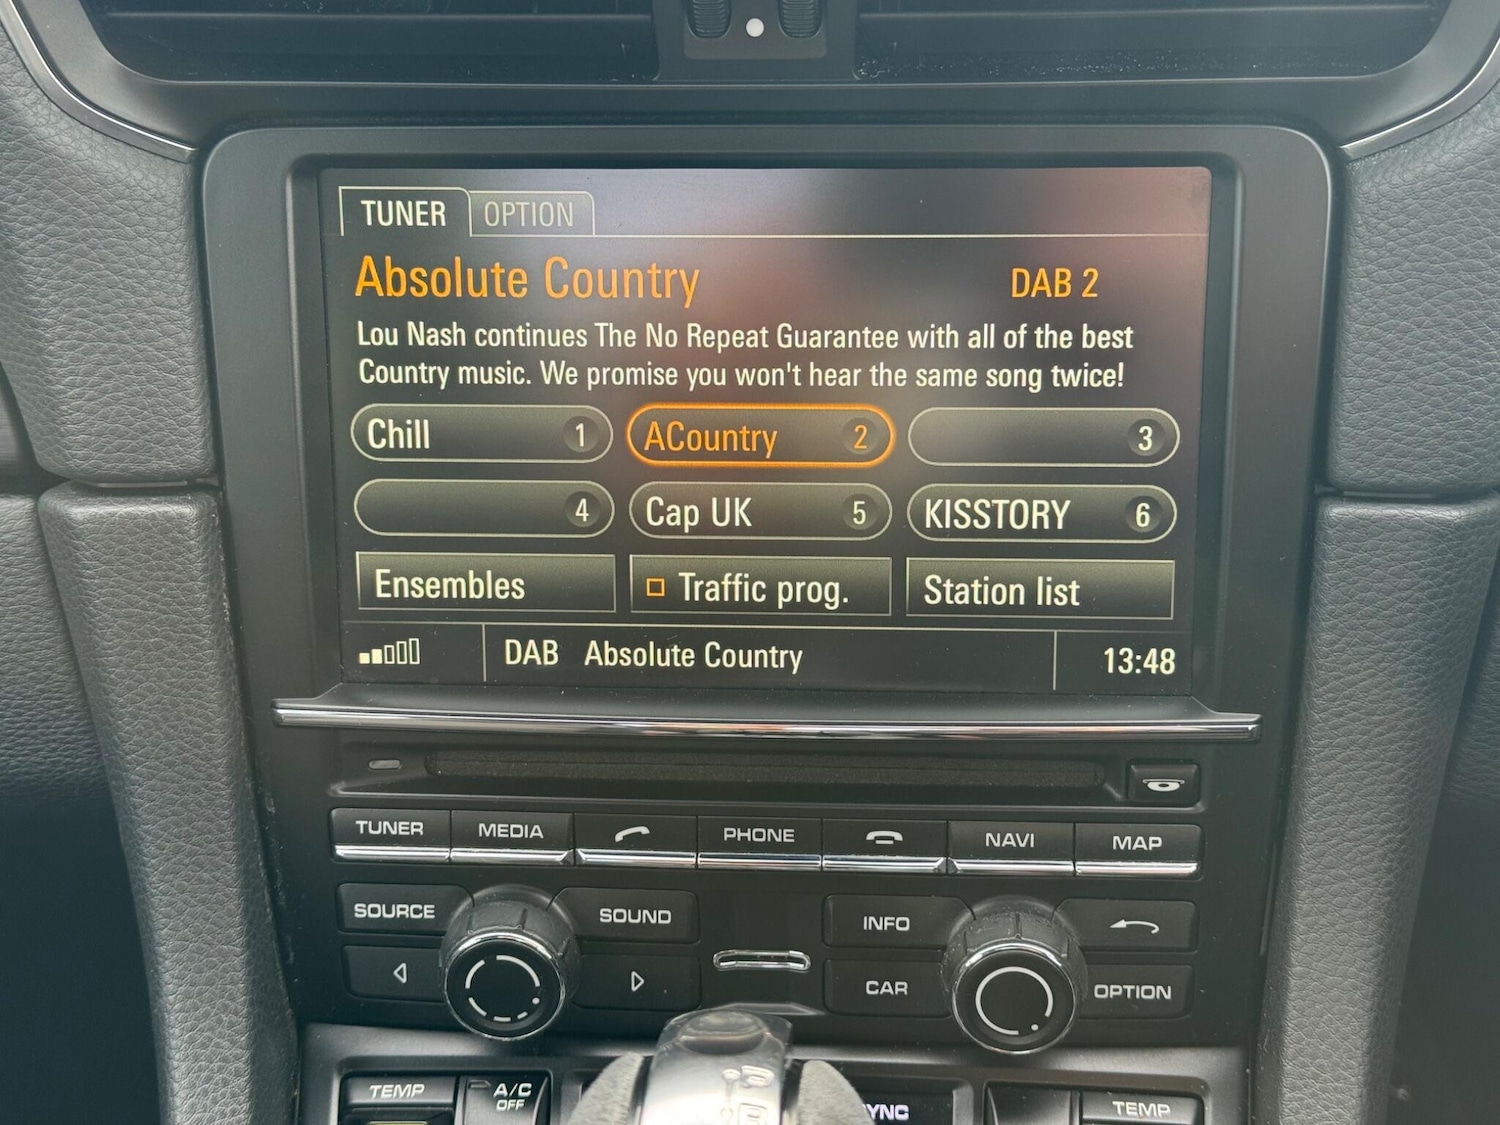 TUNER OPTION
Absolute Country DAB 2
Lou Nash continues The No Repeat Guarantee with all of the best
Country music. We promise you won't hear the same song twice!
Chill 1 ACountry 2 3
4 Cap UK 5 KISSTORY 6
Ensembles Traffic prog. Station list
DAB Absolute Country 13:48
TUNER MEDIA PHONE NAVI MAP
SOURCE SOUND INFO
CAR OPTION
TEMP A/C
OFF
YNC TEMP